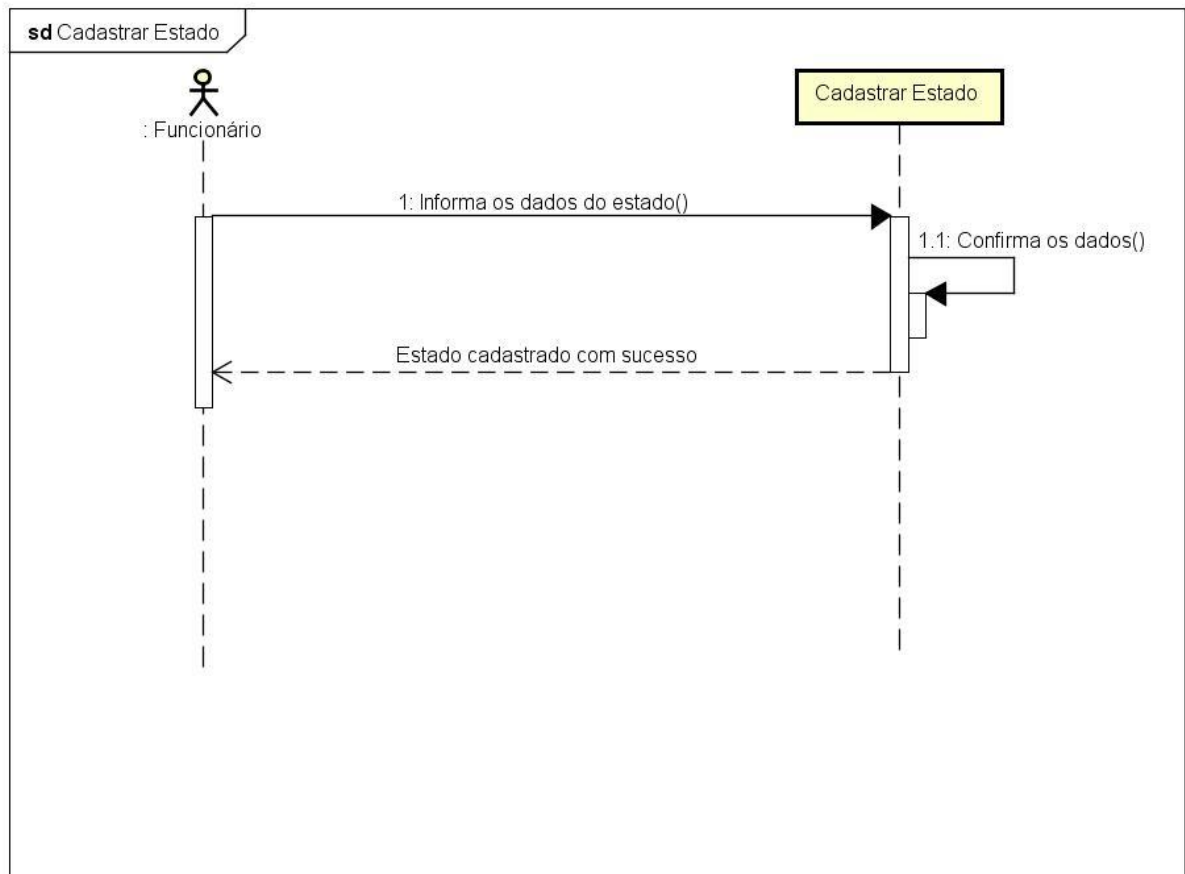 sd Cadastrar Estado
: Funcionário
Cadastrar Estado
1: Informa os dados do estado()
1.1: Confirma os dados()
Estado cadastrado com sucesso